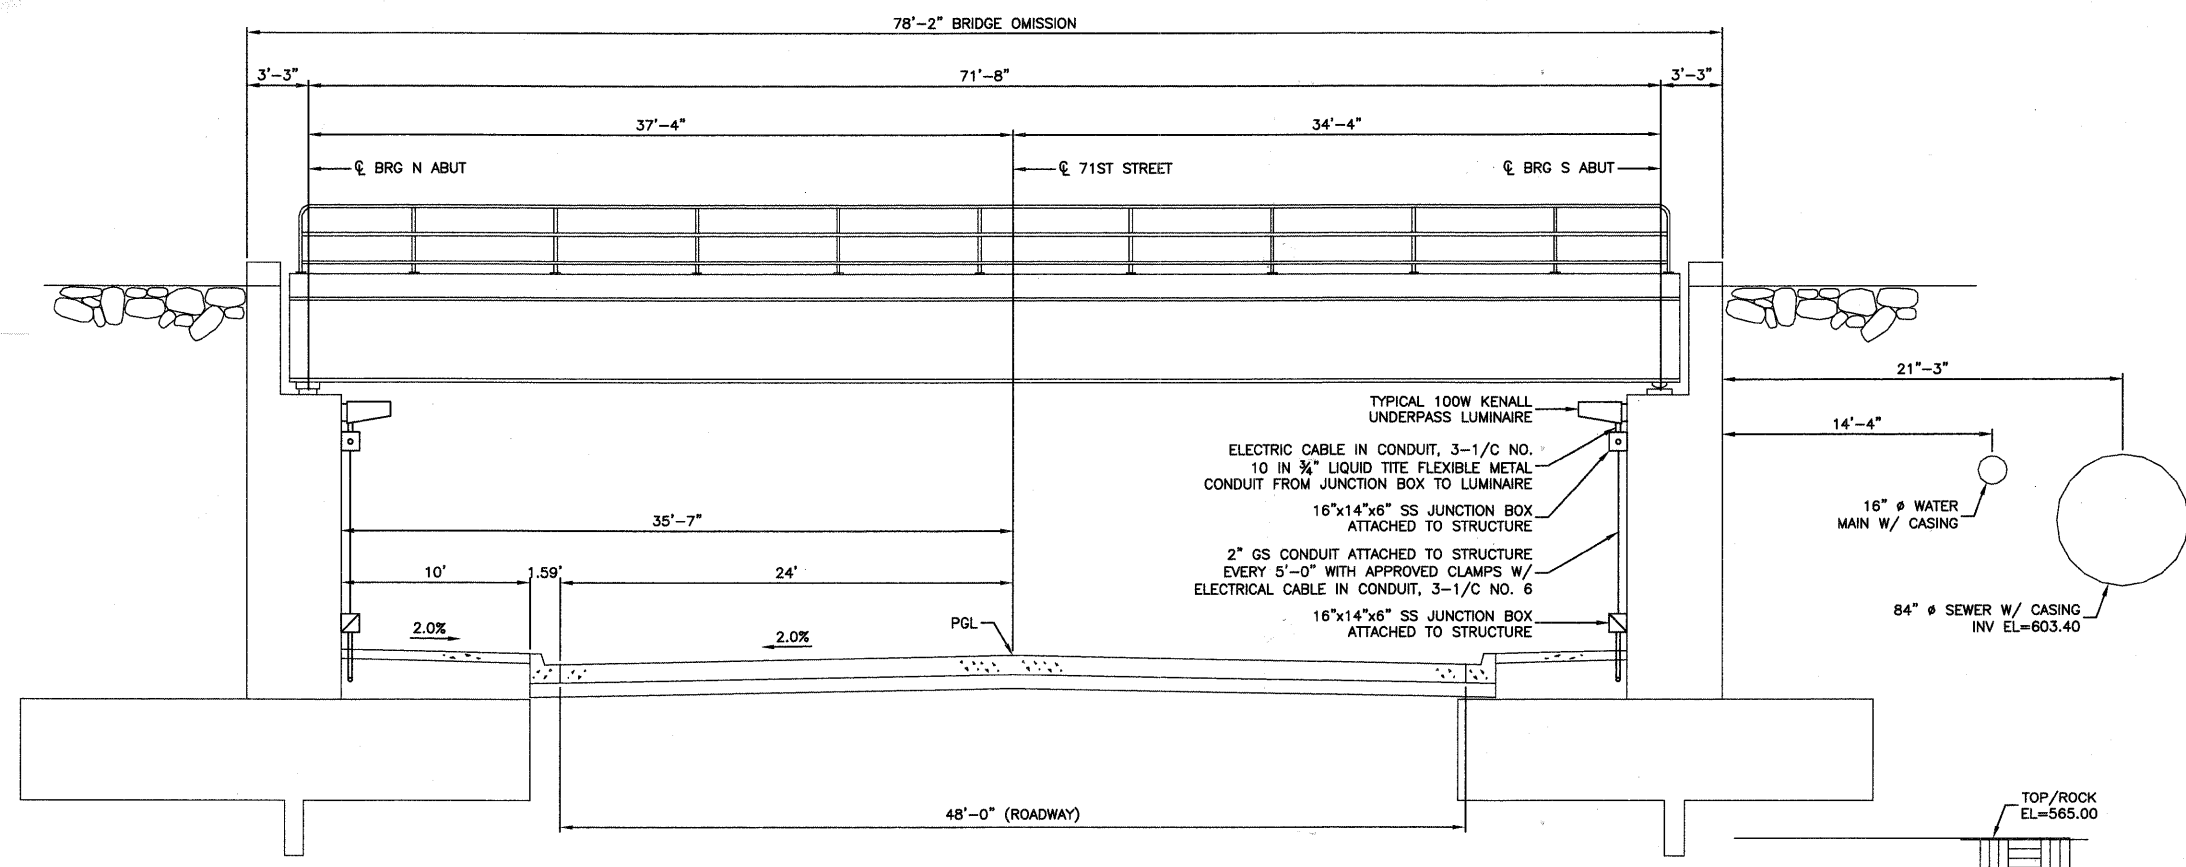 78'-2" BRIDGE OMISSION
3'-3"
71'-8"
3'-3"
37'-4"
34'-4"
℄ BRG N ABUT
℄ 71ST STREET
℄ BRG S ABUT
21"-3"
TYPICAL 100W KENALL
UNDERPASS LUMINAIRE
14'-4"
ELECTRIC CABLE IN CONDUIT, 3-1/C NO.
10 IN ¾" LIQUID TITE FLEXIBLE METAL
CONDUIT FROM JUNCTION BOX TO LUMINAIRE
16" ø WATER
MAIN W/ CASING
16"x14"x6" SS JUNCTION BOX
ATTACHED TO STRUCTURE
35'-7"
2" GS CONDUIT ATTACHED TO STRUCTURE
EVERY 5'-0" WITH APPROVED CLAMPS W/
ELECTRICAL CABLE IN CONDUIT, 3-1/C NO. 6
10'
1.59'
24'
84" ø SEWER W/ CASING
INV EL=603.40
16"x14"x6" SS JUNCTION BOX
ATTACHED TO STRUCTURE
2.0%
2.0%
PGL
48'-0" (ROADWAY)
TOP/ROCK
EL=565.00